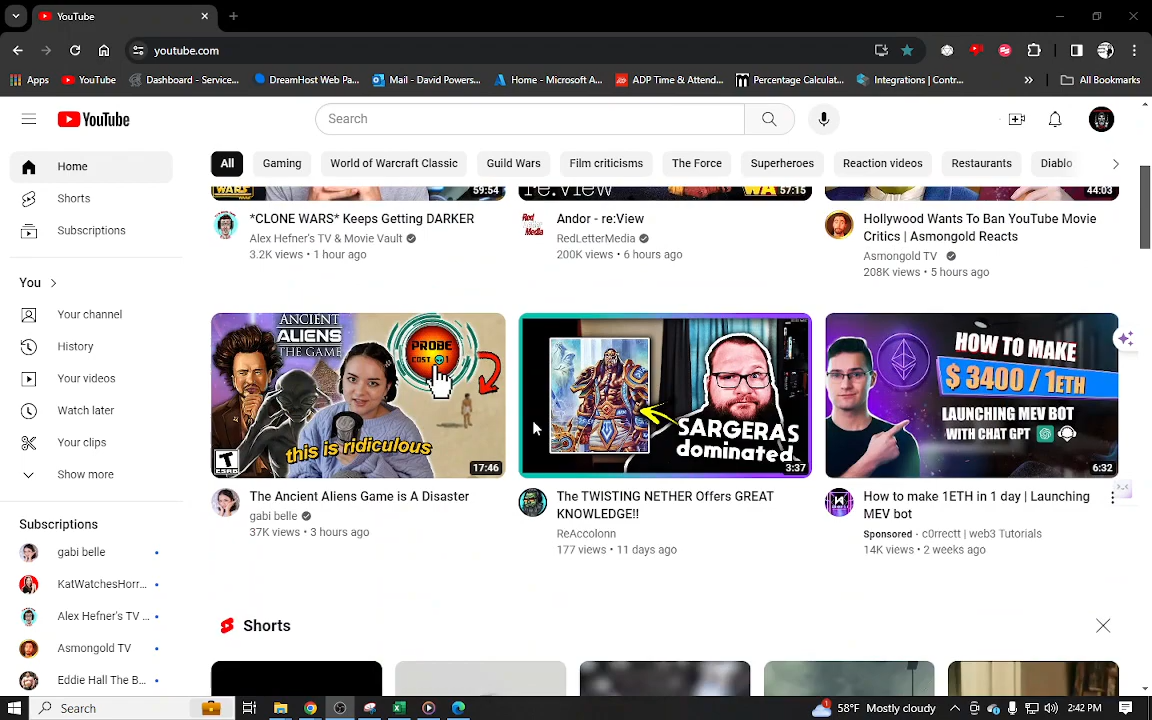 YouTube
youtube.com
Apps
YouTube
Dashboard - Service...
DreamHost Web Pa...
Mail - David Powers...
Home - Microsoft A...
ADP Time & Attend...
Percentage Calculat...
Integrations | Contr...
»
All Bookmarks
YouTube
Search
Home
Shorts
Subscriptions
You
Your channel
History
Your videos
Watch later
Your clips
Show more
Subscriptions
gabi belle
KatWatchesHorr...
Alex Hefner's TV ...
Asmongold TV
Eddie Hall The B...
All
Gaming
World of Warcraft Classic
Guild Wars
Film criticisms
The Force
Superheroes
Reaction videos
Restaurants
Diablo
WARS
59:54
re:View
WA
57:15
44:03
*CLONE WARS* Keeps Getting DARKER
Alex Hefner's TV & Movie Vault
3.2K views • 1 hour ago
Andor - re:View
RedLetterMedia
200K views • 6 hours ago
Hollywood Wants To Ban YouTube Movie
Critics | Asmongold Reacts
Asmongold TV
208K views • 5 hours ago
ANCIENT
ALIENS
THE GAME
PROBE
COST 1
this is ridiculous
T
ESRB
17:46
The Ancient Aliens Game is A Disaster
gabi belle
37K views • 3 hours ago
SARGERAS
dominated
3:37
The TWISTING NETHER Offers GREAT
KNOWLEDGE!!
ReAccolonn
177 views • 11 days ago
HOW TO MAKE
$ 3400 / 1ETH
LAUNCHING MEV BOT
WITH CHAT GPT
6:32
How to make 1ETH in 1 day | Launching
MEV bot
Sponsored · c0rrectt | web3 Tutorials
14K views • 2 weeks ago
Shorts
Search
1
58°F Mostly cloudy
2:42 PM